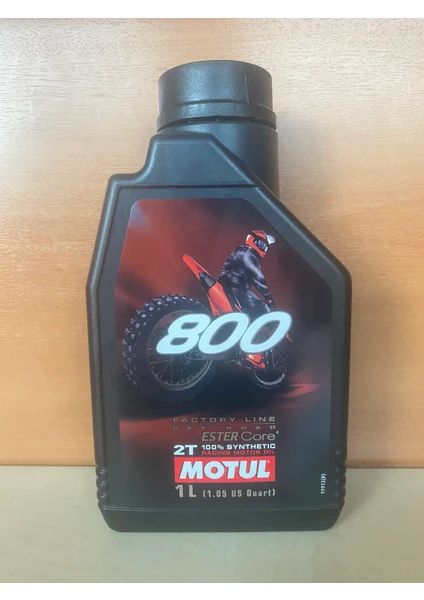 800
FACTORY LINE
OFF ROAD
ESTER Core®
2T 100% SYNTHETIC
RACING MOTOR OIL
MOTUL
1L (1.05 US Quart)